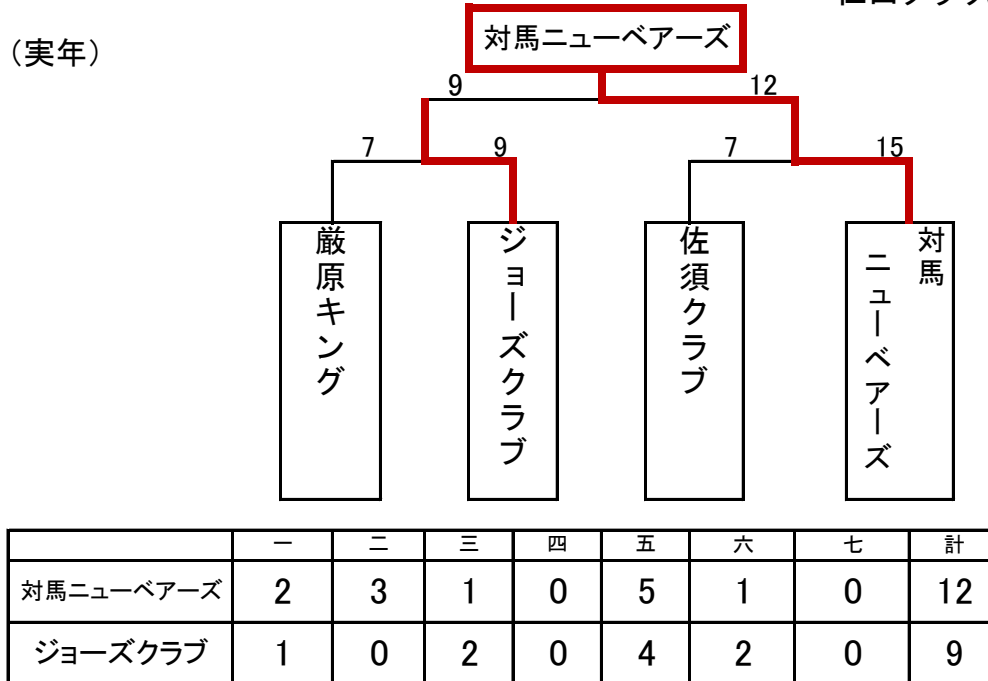 (実年)
対馬ニューベアーズ
9 12
7 9 7 15
厳原キング
ジョーズクラブ
佐須クラブ
対馬
ニューベアーズ
一 二 三 四 五 六 七 計
対馬ニューベアーズ 2 3 1 0 5 1 0 12
ジョーズクラブ 1 0 2 0 4 2 0 9